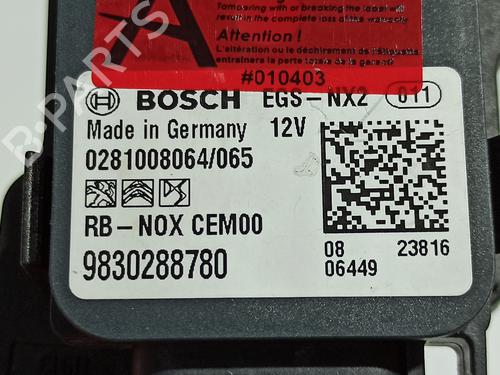 Tampering with or breaking the label will
result in the complete loss of the warranty.
Attention !
L'altération ou le déchirement de l'étiquette
entraînera la perte totale de la garantie
#010403
BOSCH EGS-NX2 011
Made in Germany 12V
0281008064/065
RB-NOX CEM00
9830288780
08 23816
06449
B-PARTS